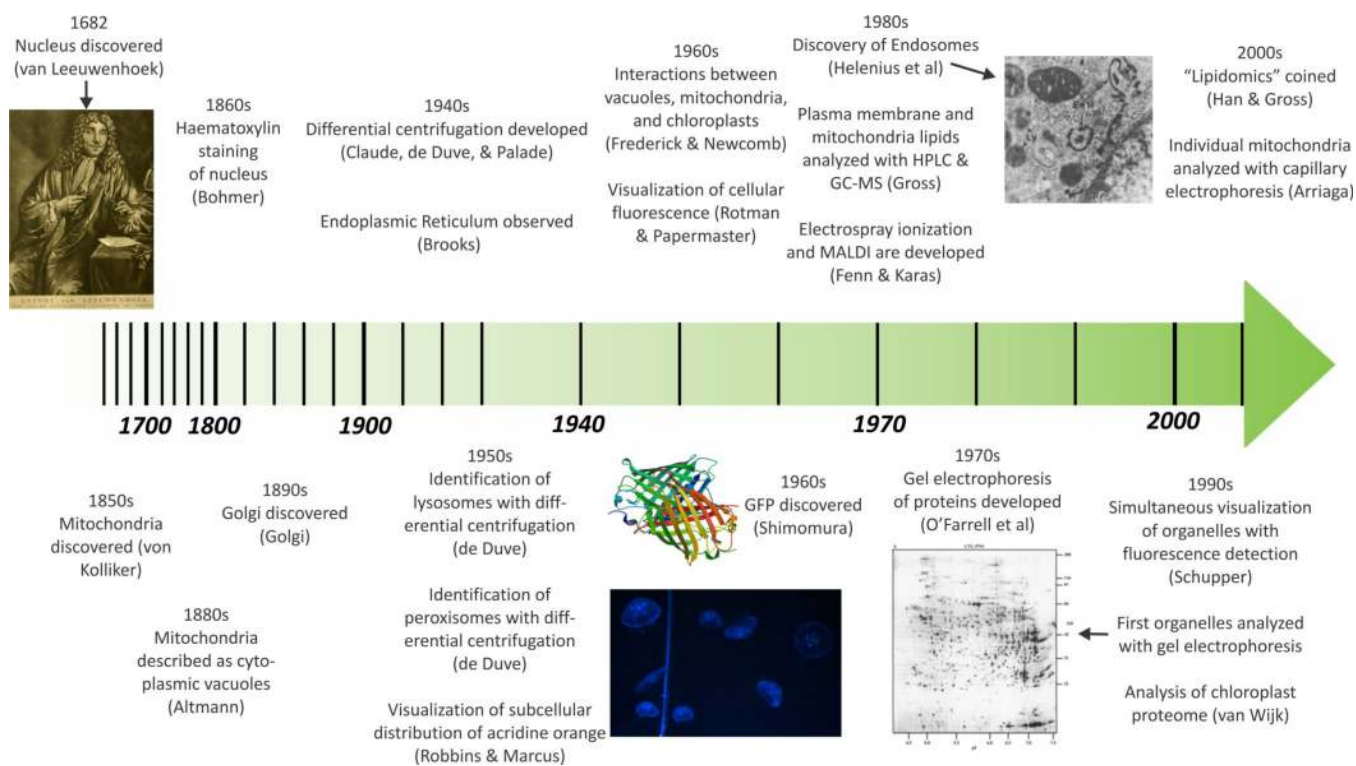 1682
Nucleus discovered
(van Leeuwenhoek)
1860s
Haematoxylin
staining
of nucleus
(Bohmer)
1940s
Differential centrifugation developed
(Claude, de Duve, & Palade)
Endoplasmic Reticulum observed
(Brooks)
1960s
Interactions between
vacuoles, mitochondria,
and chloroplasts
(Frederick & Newcomb)
Visualization of cellular
fluorescence (Rotman
& Papermaster)
1980s
Discovery of Endosomes
(Helenius et al)
Plasma membrane and
mitochondria lipids
analyzed with HPLC &
GC-MS (Gross)
Electrospray ionization
and MALDI are developed
(Fenn & Karas)
2000s
“Lipidomics” coined
(Han & Gross)
Individual mitochondria
analyzed with capillary
electrophoresis (Arriaga)
1700
1800
1900
1940
1970
2000
1850s
Mitochondria
discovered (von
Kolliker)
1880s
Mitochondria
described as cyto-
plasmic vacuoles
(Altmann)
1890s
Golgi discovered
(Golgi)
1950s
Identification of
lysosomes with diff-
erential centrifugation
(de Duve)
Identification of
peroxisomes with diff-
erential centrifugation
(de Duve)
Visualization of subcellular
distribution of acridine orange
(Robbins & Marcus)
1960s
GFP discovered
(Shimomura)
1970s
Gel electrophoresis
of proteins developed
(O’Farrell et al)
1990s
Simultaneous visualization
of organelles with
fluorescence detection
(Schupper)
First organelles analyzed
with gel electrophoresis
Analysis of chloroplast
proteome (van Wijk)